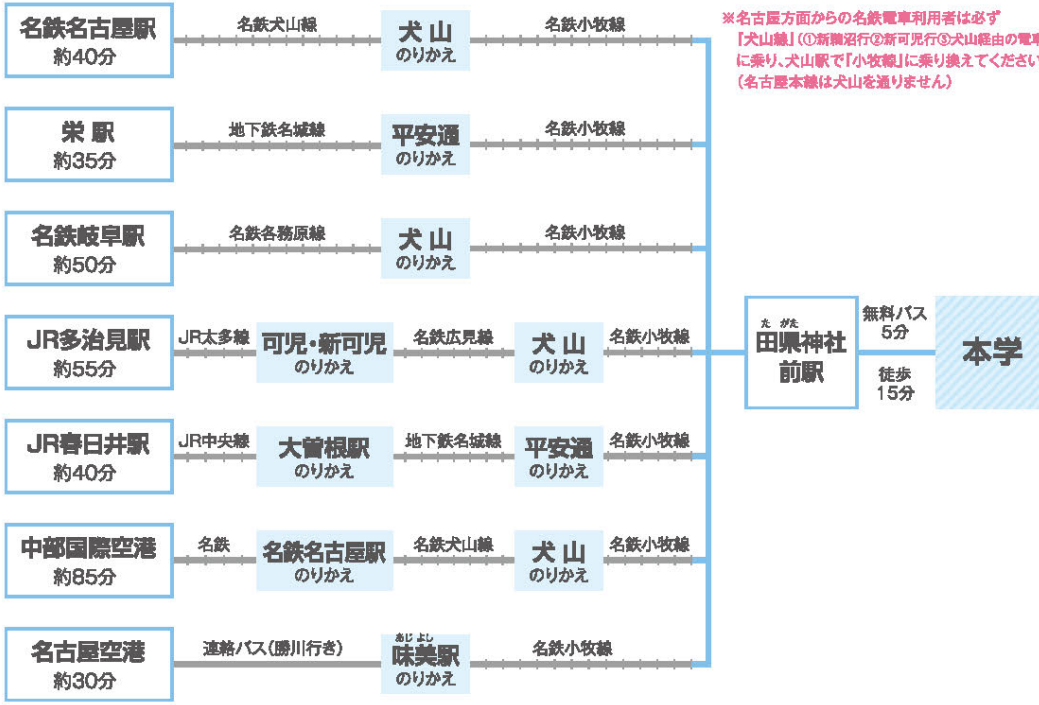 名鉄名古屋駅
約40分
名鉄犬山線
犬山
のりかえ
名鉄小牧線
※名古屋方面からの名鉄電車利用者は必ず
『犬山線』(①新鵜沼行②新可児行③犬山経由の電車
に乗り、犬山駅で『小牧線』に乗り換えてください
(名古屋本線は犬山を通りません)
栄駅
約35分
地下鉄名城線
平安通
のりかえ
名鉄小牧線
名鉄岐阜駅
約50分
名鉄各務原線
犬山
のりかえ
名鉄小牧線
JR多治見駅
約55分
JR太多線
可児・新可児
のりかえ
名鉄広見線
犬山
のりかえ
名鉄小牧線
たがた
田県神社
前駅
無料バス
5分
徒歩
15分
本学
JR春日井駅
約40分
JR中央線
大曽根駅
のりかえ
地下鉄名城線
平安通
のりかえ
名鉄小牧線
中部国際空港
約85分
名鉄
名鉄名古屋駅
のりかえ
名鉄犬山線
犬山
のりかえ
名鉄小牧線
名古屋空港
約30分
連絡バス(勝川行き)
あじよし
味美駅
のりかえ
名鉄小牧線